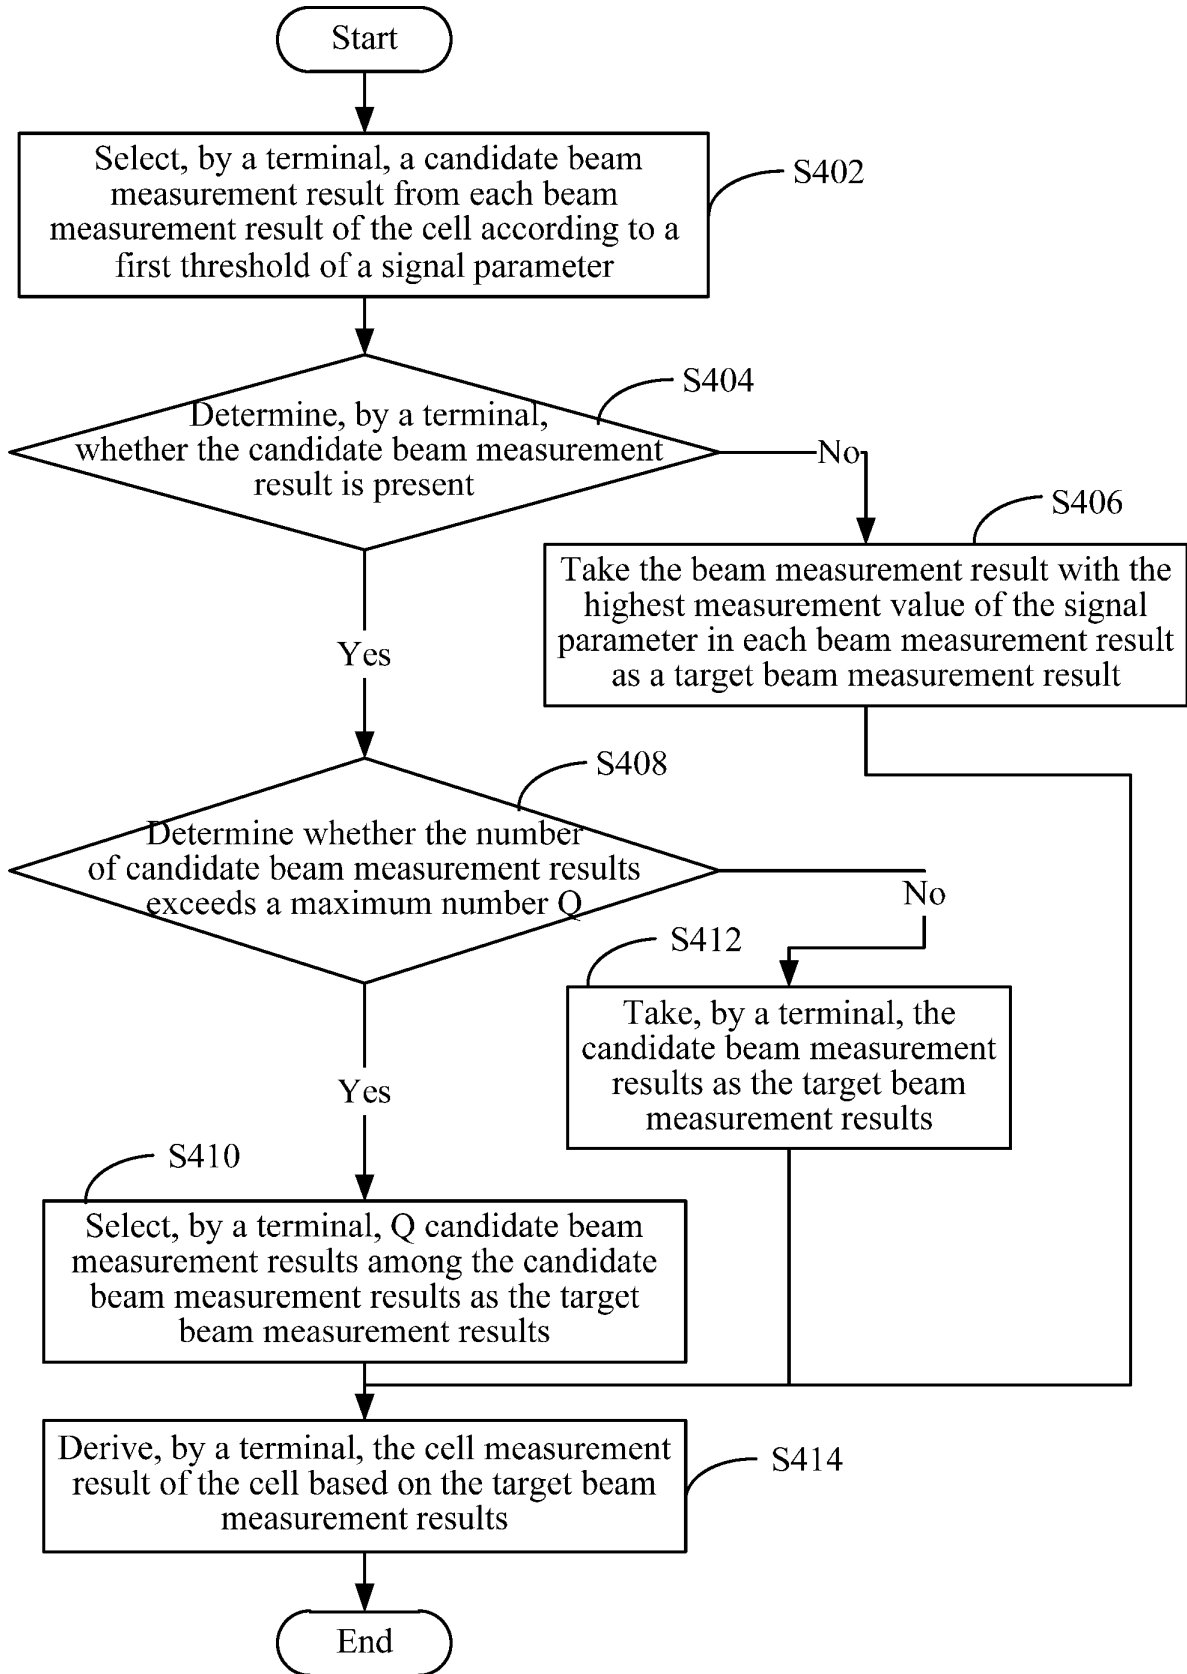 Start
Select, by a terminal, a candidate beam
measurement result from each beam
measurement result of the cell according to a
first threshold of a signal parameter
S402
S404
Determine, by a terminal,
whether the candidate beam measurement
result is present
No
S406
Take the beam measurement result with the
highest measurement value of the signal
parameter in each beam measurement result
as a target beam measurement result
Yes
S408
Determine whether the number
of candidate beam measurement results
exceeds a maximum number Q
No
S412
Take, by a terminal, the
candidate beam measurement
results as the target beam
measurement results
Yes
S410
Select, by a terminal, Q candidate beam
measurement results among the candidate
beam measurement results as the target
beam measurement results
Derive, by a terminal, the cell measurement
result of the cell based on the target beam
measurement results
S414
End